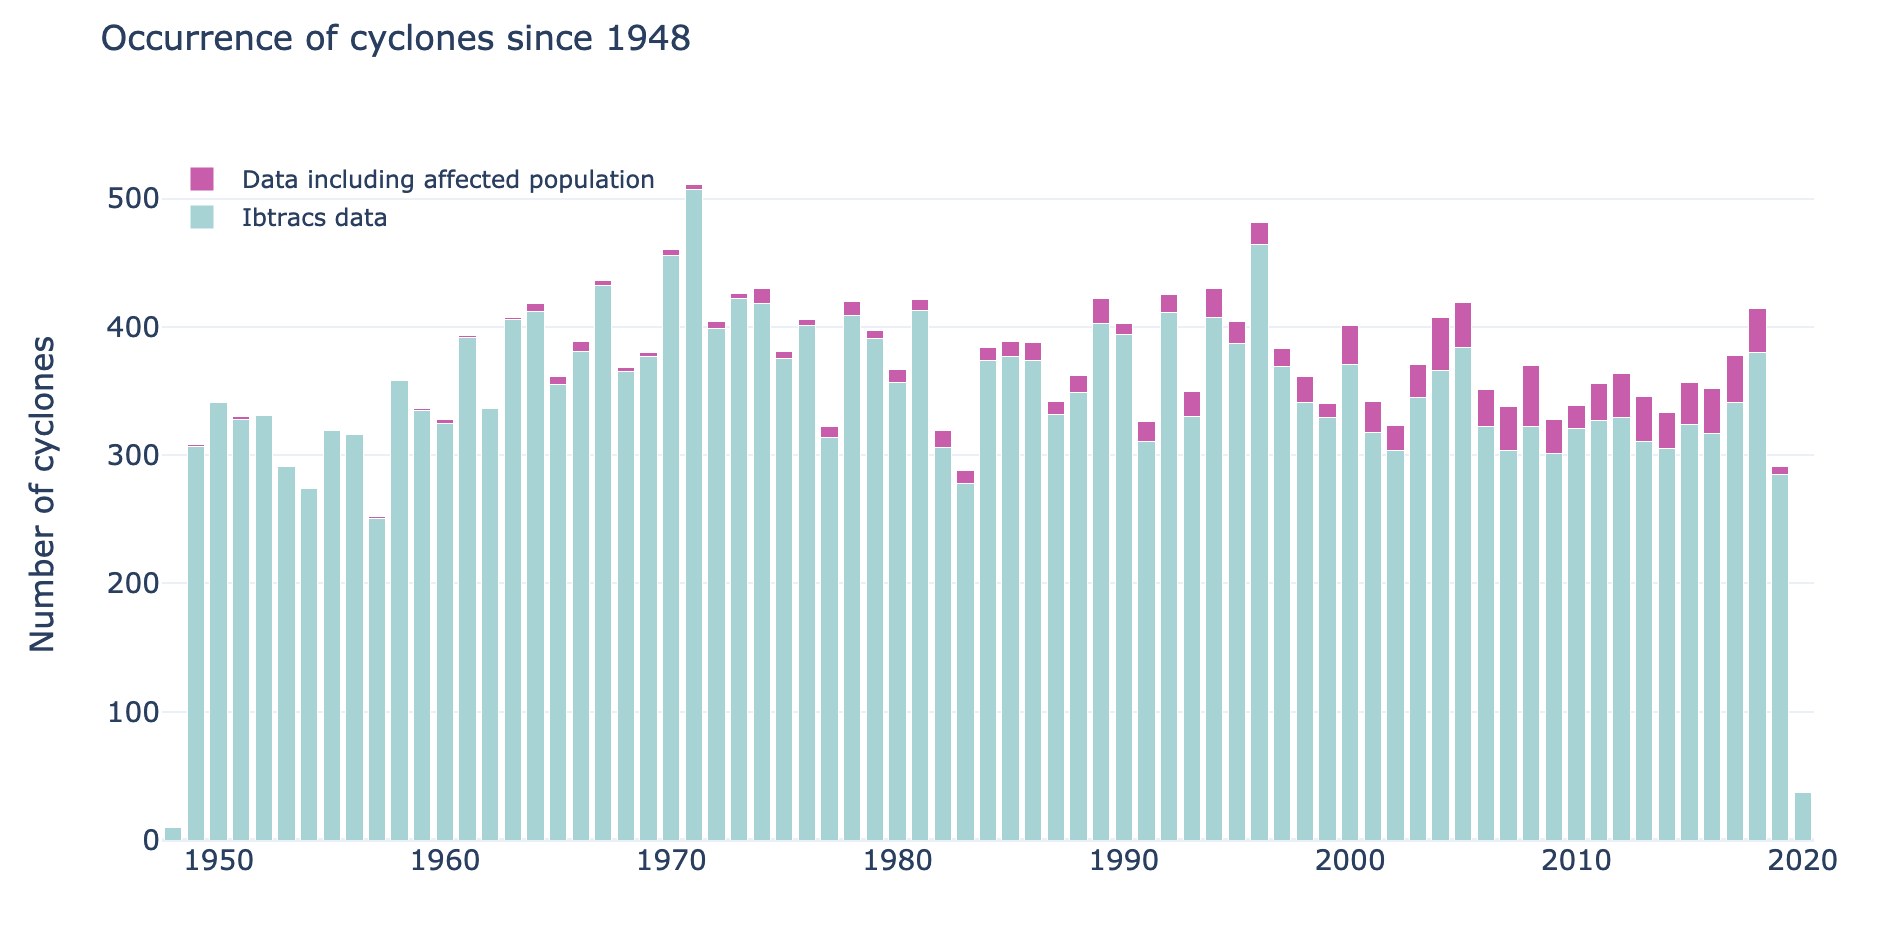 Occurrence of cyclones since 1948
Data including affected population
Ibtracs data
Number of cyclones
500
400
300
200
100
0
1950 1960 1970 1980 1990 2000 2010 2020